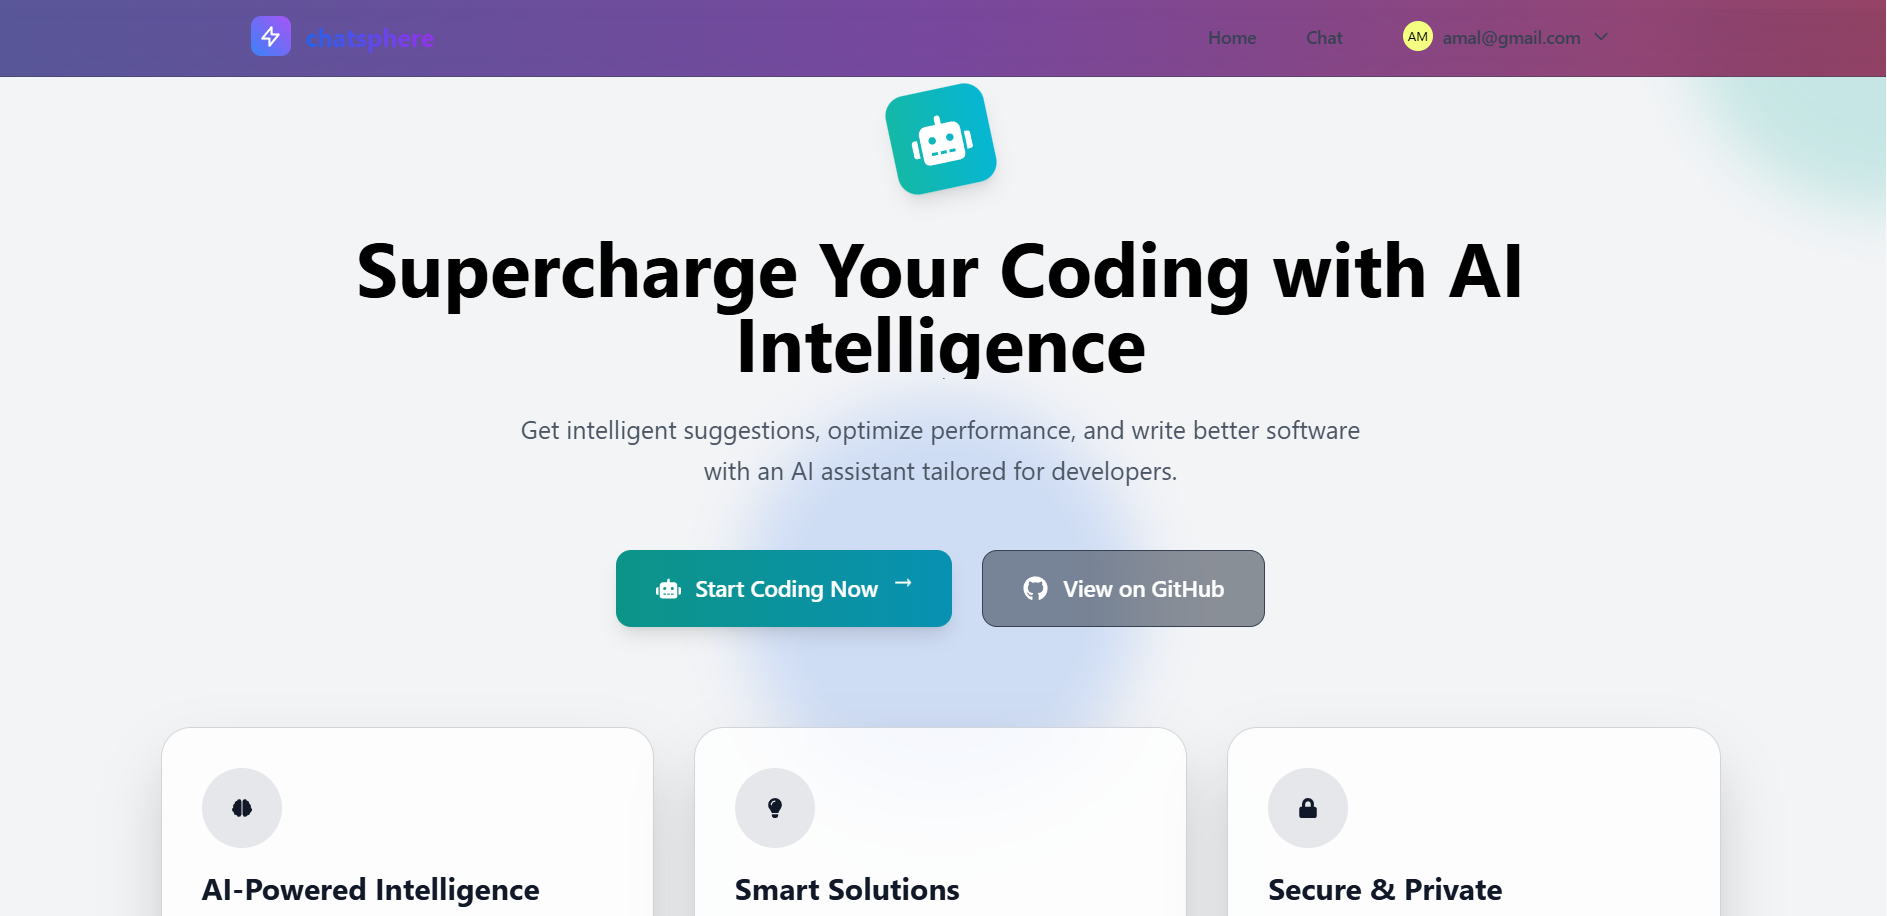 chatsphere
Home Chat AM amal@gmail.com
Supercharge Your Coding with AI
Intelligence
Get intelligent suggestions, optimize performance, and write better software
with an AI assistant tailored for developers.
Start Coding Now → View on GitHub
AI-Powered Intelligence
Smart Solutions
Secure & Private